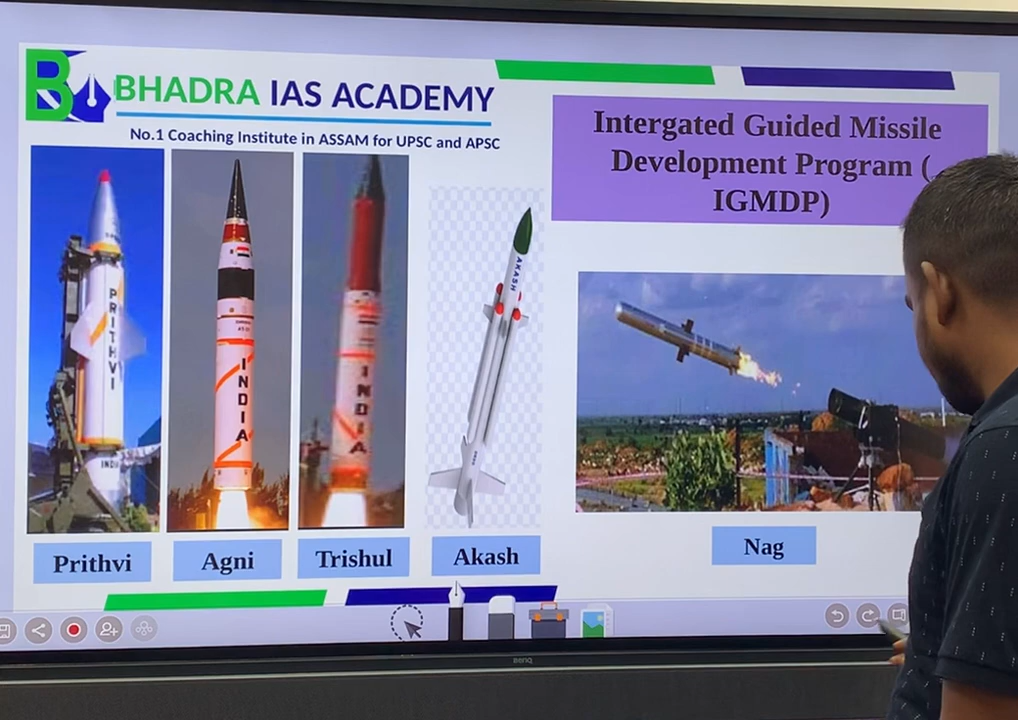 BHADRA IAS ACADEMY
No.1 Coaching Institute in ASSAM for UPSC and APSC
Intergated Guided Missile
Development Program (
IGMDP)
PRITHVI
INDIA
INDIA
AKASH
Prithvi
Agni
Trishul
Akash
Nag
BenQ